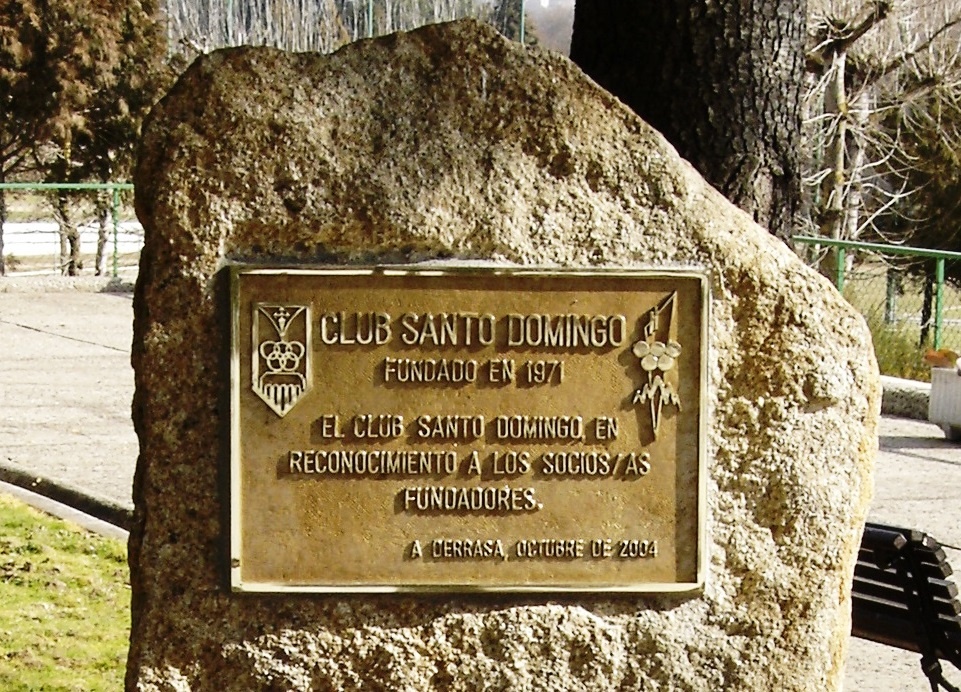 CLUB SANTO DOMINGO
FUNDADO EN 1971
EL CLUB SANTO DOMINGO, EN
RECONOCIMIENTO A LOS SOCIOS/AS
FUNDADORES.
A DERRASA, OCTUBRE DE 2004